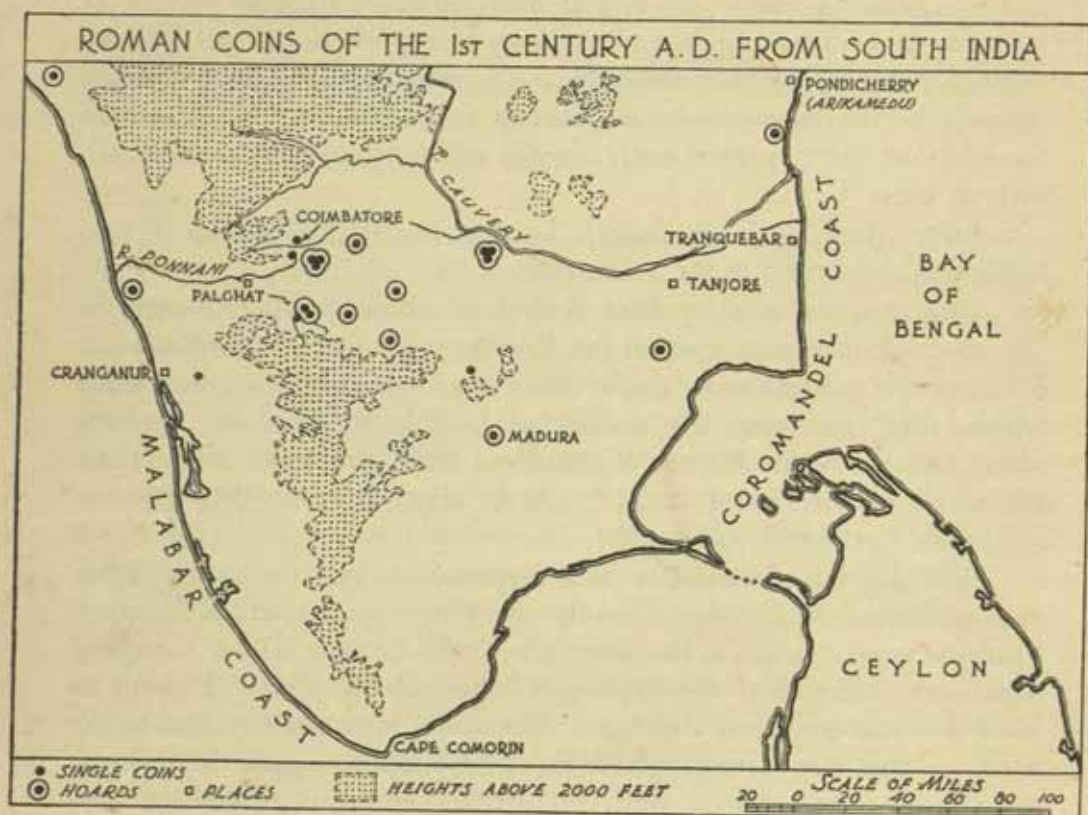 ROMAN COINS OF THE 1ST CENTURY A.D. FROM SOUTH INDIA
PONDICHERRY
(ARIKAMEDU)
R. CAUVERY
COIMBATORE
R. PONNANI
PALGHAT
TRANQUEBAR
TANJORE
COROMANDEL COAST
BAY
OF
BENGAL
CRANGANUR
MADURA
MALABAR COAST
CEYLON
CAPE COMORIN
SINGLE COINS
HOARDS
PLACES
HEIGHTS ABOVE 2000 FEET
SCALE OF MILES
20 0 20 40 60 80 100